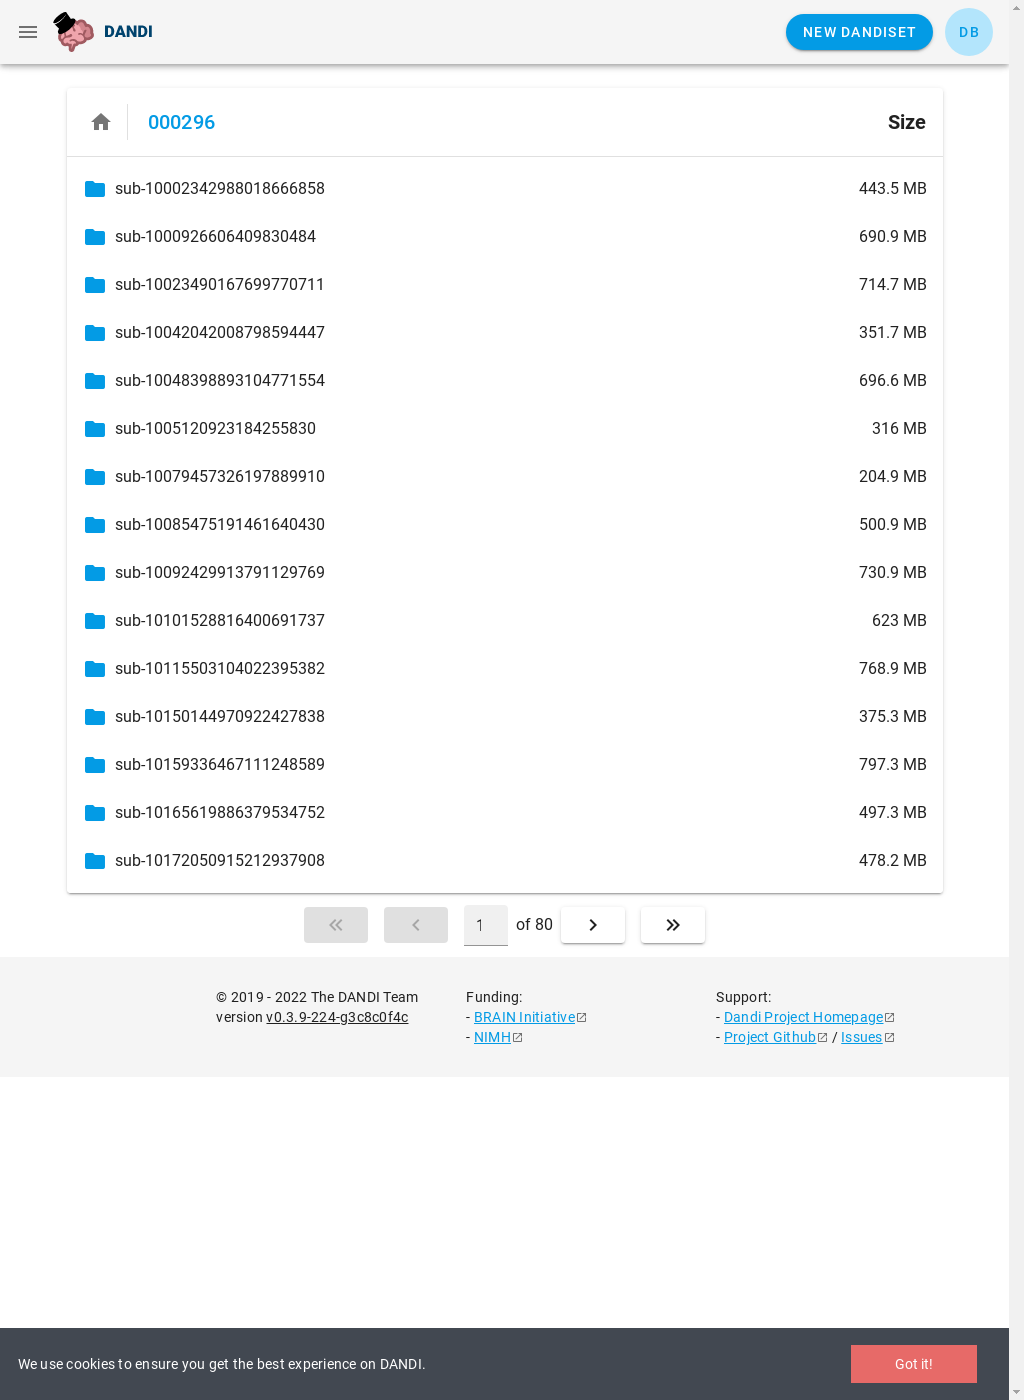 DANDI
NEW DANDISET
DB
000296
Size
sub-10002342988018666858 443.5 MB
sub-1000926606409830484 690.9 MB
sub-10023490167699770711 714.7 MB
sub-10042042008798594447 351.7 MB
sub-10048398893104771554 696.6 MB
sub-1005120923184255830 316 MB
sub-10079457326197889910 204.9 MB
sub-10085475191461640430 500.9 MB
sub-10092429913791129769 730.9 MB
sub-10101528816400691737 623 MB
sub-10115503104022395382 768.9 MB
sub-10150144970922427838 375.3 MB
sub-10159336467111248589 797.3 MB
sub-10165619886379534752 497.3 MB
sub-10172050915212937908 478.2 MB
1 of 80
© 2019 - 2022 The DANDI Team
version v0.3.9-224-g3c8c0f4c
Funding:
- BRAIN Initiative
- NIMH
Support:
- Dandi Project Homepage
- Project Github / Issues
We use cookies to ensure you get the best experience on DANDI.
Got it!